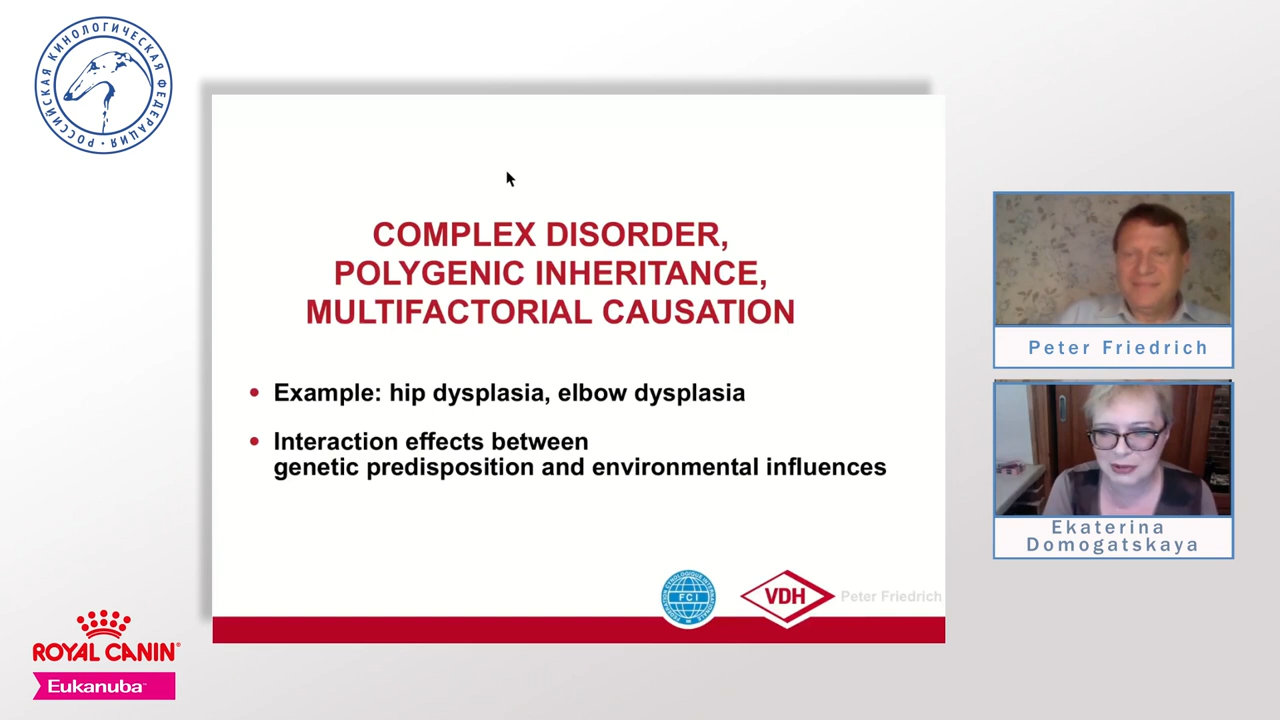 РОССИЙСКАЯ КИНОЛОГИЧЕСКАЯ ФЕДЕРАЦИЯ
COMPLEX DISORDER,
POLYGENIC INHERITANCE,
MULTIFACTORIAL CAUSATION
• Example: hip dysplasia, elbow dysplasia
• Interaction effects between
genetic predisposition and environmental influences
FCI
VDH
Peter Friedrich
Peter Friedrich
Ekaterina
Domogatskaya
ROYAL CANIN®
Eukanuba™